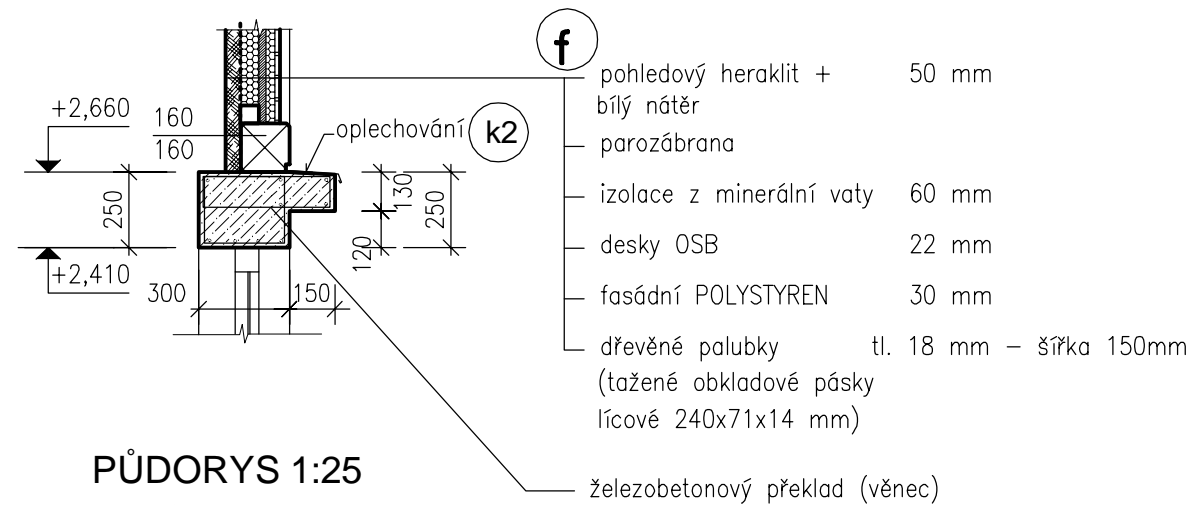 f
pohledový heraklit + 50 mm
bílý nátěr
parozábrana
izolace z minerální vaty 60 mm
desky OSB 22 mm
fasádní POLYSTYREN 30 mm
dřevěné palubky tl. 18 mm – šířka 150mm
(tažené obkladové pásky
lícové 240x71x14 mm)
železobetonový překlad (věnec)
+2,660
160
160
oplechování
k2
250
130
120
250
+2,410
300
150
PŮDORYS 1:25